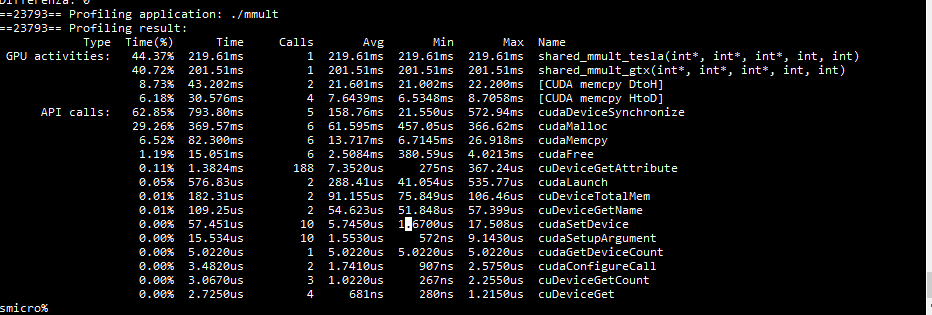 Differenza: 0
==23793== Profiling application: ./mmult
==23793== Profiling result:
Type Time(%) Time Calls Avg Min Max Name
GPU activities: 44.37% 219.61ms 1 219.61ms 219.61ms 219.61ms shared_mmult_tesla(int*, int*, int*, int, int)
40.72% 201.51ms 1 201.51ms 201.51ms 201.51ms shared_mmult_gtx(int*, int*, int*, int, int)
8.73% 43.202ms 2 21.601ms 21.002ms 22.200ms [CUDA memcpy DtoH]
6.18% 30.576ms 4 7.6439ms 6.5348ms 8.7058ms [CUDA memcpy HtoD]
API calls: 62.85% 793.80ms 5 158.76ms 21.550us 572.94ms cudaDeviceSynchronize
29.26% 369.57ms 6 61.595ms 457.05us 366.62ms cudaMalloc
6.52% 82.300ms 6 13.717ms 6.7145ms 26.918ms cudaMemcpy
1.19% 15.051ms 6 2.5084ms 380.59us 4.0213ms cudaFree
0.11% 1.3824ms 188 7.3520us 275ns 367.24us cuDeviceGetAttribute
0.05% 576.83us 2 288.41us 41.054us 535.77us cudaLaunch
0.01% 182.31us 2 91.155us 75.849us 106.46us cuDeviceTotalMem
0.01% 109.25us 2 54.623us 51.848us 57.399us cuDeviceGetName
0.00% 57.451us 10 5.7450us 1.6700us 17.508us cudaSetDevice
0.00% 15.534us 10 1.5530us 572ns 9.1430us cudaSetupArgument
0.00% 5.0220us 1 5.0220us 5.0220us 5.0220us cudaGetDeviceCount
0.00% 3.4820us 2 1.7410us 907ns 2.5750us cudaConfigureCall
0.00% 3.0670us 3 1.0220us 267ns 2.2550us cuDeviceGetCount
0.00% 2.7250us 4 681ns 280ns 1.2150us cuDeviceGet
smicro%